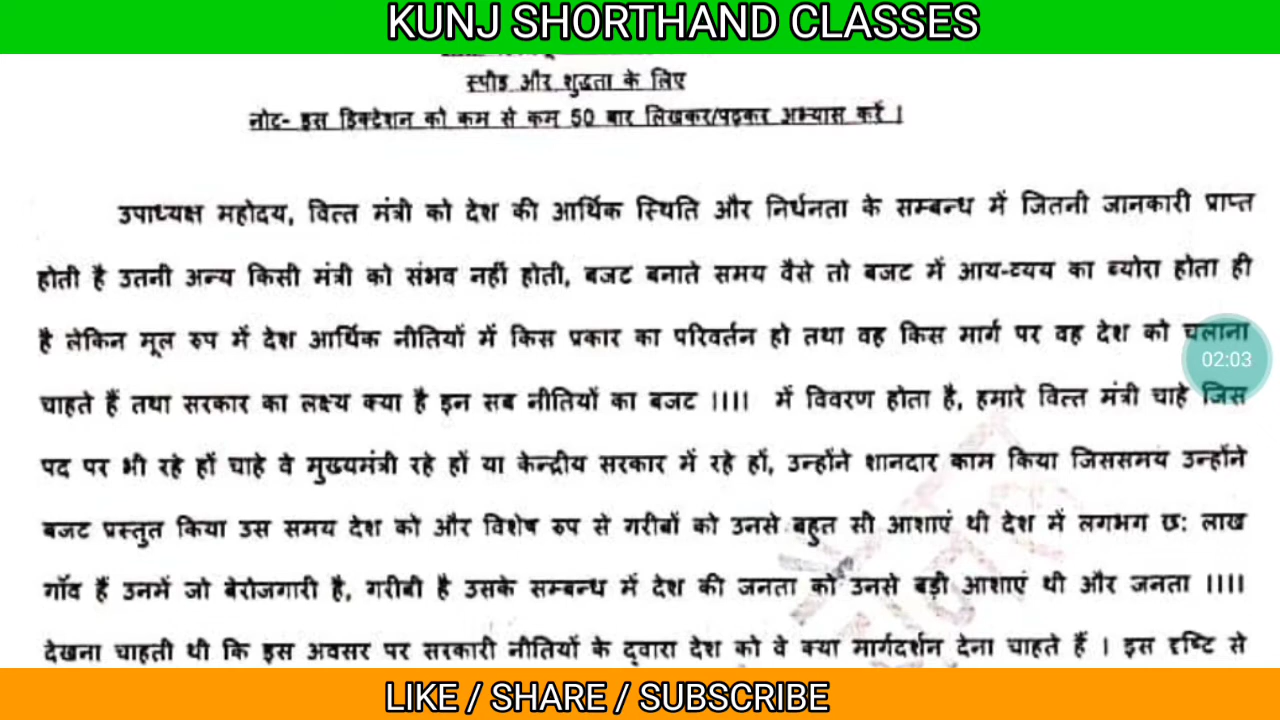 KUNJ SHORTHAND CLASSES
स्पीड और शुद्धता के लिए
नोट- इस डिक्टेशन को कम से कम 50 बार लिखकर/पढ़कर अभ्यास करें ।
उपाध्यक्ष महोदय, वित्त मंत्री को देश की आर्थिक स्थिति और निर्धनता के सम्बन्ध में जितनी जानकारी प्राप्त
होती है उतनी अन्य किसी मंत्री को संभव नहीं होती, बजट बनाते समय वैसे तो बजट में आय-व्यय का ब्योरा होता ही
है लेकिन मूल रुप में देश आर्थिक नीतियों में किस प्रकार का परिवर्तन हो तथा वह किस मार्ग पर वह देश को चलाना
02:03
चाहते हैं तथा सरकार का लक्ष्य क्या है इन सब नीतियों का बजट ।।।। में विवरण होता है, हमारे वित्त मंत्री चाहे जिस
पद पर भी रहे हों चाहे वे मुख्यमंत्री रहे हों या केन्द्रीय सरकार में रहे हों, उन्होंने शानदार काम किया जिससमय उन्होंने
बजट प्रस्तुत किया उस समय देश को और विशेष रुप से गरीबों को उनसे बहुत सी आशाएं थी देश में लगभग छः लाख
गॉव हैं उनमें जो बेरोजगारी है, गरीबी है उसके सम्बन्ध में देश की जनता को उनसे बड़ी आशाएं थी और जनता ।।।।
देखना चाहती थी कि इस अवसर पर सरकारी नीतियों के द्वारा देश को वे क्या मार्गदर्शन देना चाहते हैं । इस दृष्टि से
LIKE / SHARE / SUBSCRIBE